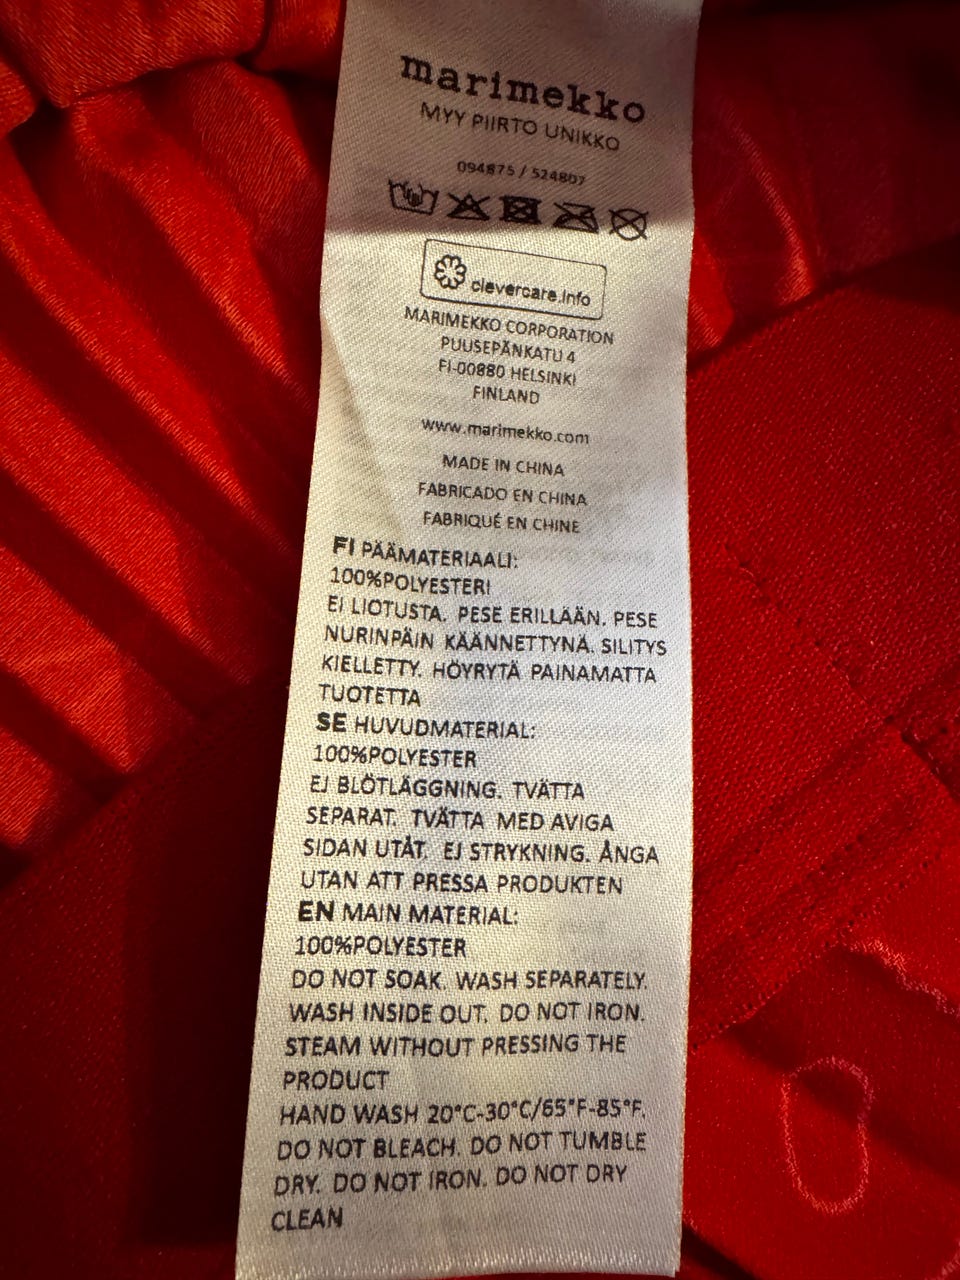 marimekko
MYY PIIRTO UNIKKO
094875 / 524807
clevercare.info
MARIMEKKO CORPORATION
PUUSEPÄNKATU 4
FI-00880 HELSINKI
FINLAND
www.marimekko.com
MADE IN CHINA
FABRICADO EN CHINA
FABRIQUÉ EN CHINE
FI PÄÄMATERIAALI:
100%POLYESTERI
EI LIOTUSTA. PESE ERILLÄÄN. PESE
NURINPÄIN KÄÄNNETTYNÄ. SILITYS
KIELLETTY. HÖYRYTÄ PAINAMATTA
TUOTETTA
SE HUVUDMATERIAL:
100%POLYESTER
EJ BLÖTLÄGGNING. TVÄTTA
SEPARAT. TVÄTTA MED AVIGA
SIDAN UTÅT. EJ STRYKNING. ÅNGA
UTAN ATT PRESSA PRODUKTEN
EN MAIN MATERIAL:
100%POLYESTER
DO NOT SOAK. WASH SEPARATELY.
WASH INSIDE OUT. DO NOT IRON.
STEAM WITHOUT PRESSING THE
PRODUCT
HAND WASH 20°C-30°C/65°F-85°F.
DO NOT BLEACH. DO NOT TUMBLE
DRY. DO NOT IRON. DO NOT DRY
CLEAN